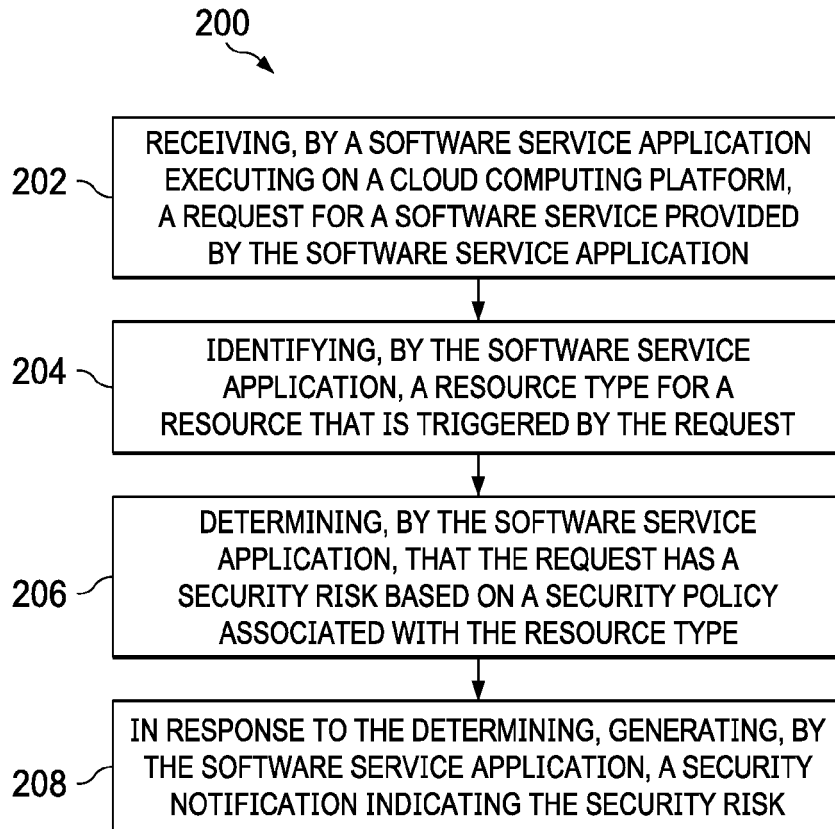 200
202
RECEIVING, BY A SOFTWARE SERVICE APPLICATION
EXECUTING ON A CLOUD COMPUTING PLATFORM,
A REQUEST FOR A SOFTWARE SERVICE PROVIDED
BY THE SOFTWARE SERVICE APPLICATION
204
IDENTIFYING, BY THE SOFTWARE SERVICE
APPLICATION, A RESOURCE TYPE FOR A
RESOURCE THAT IS TRIGGERED BY THE REQUEST
206
DETERMINING, BY THE SOFTWARE SERVICE
APPLICATION, THAT THE REQUEST HAS A
SECURITY RISK BASED ON A SECURITY POLICY
ASSOCIATED WITH THE RESOURCE TYPE
208
IN RESPONSE TO THE DETERMINING, GENERATING, BY
THE SOFTWARE SERVICE APPLICATION, A SECURITY
NOTIFICATION INDICATING THE SECURITY RISK